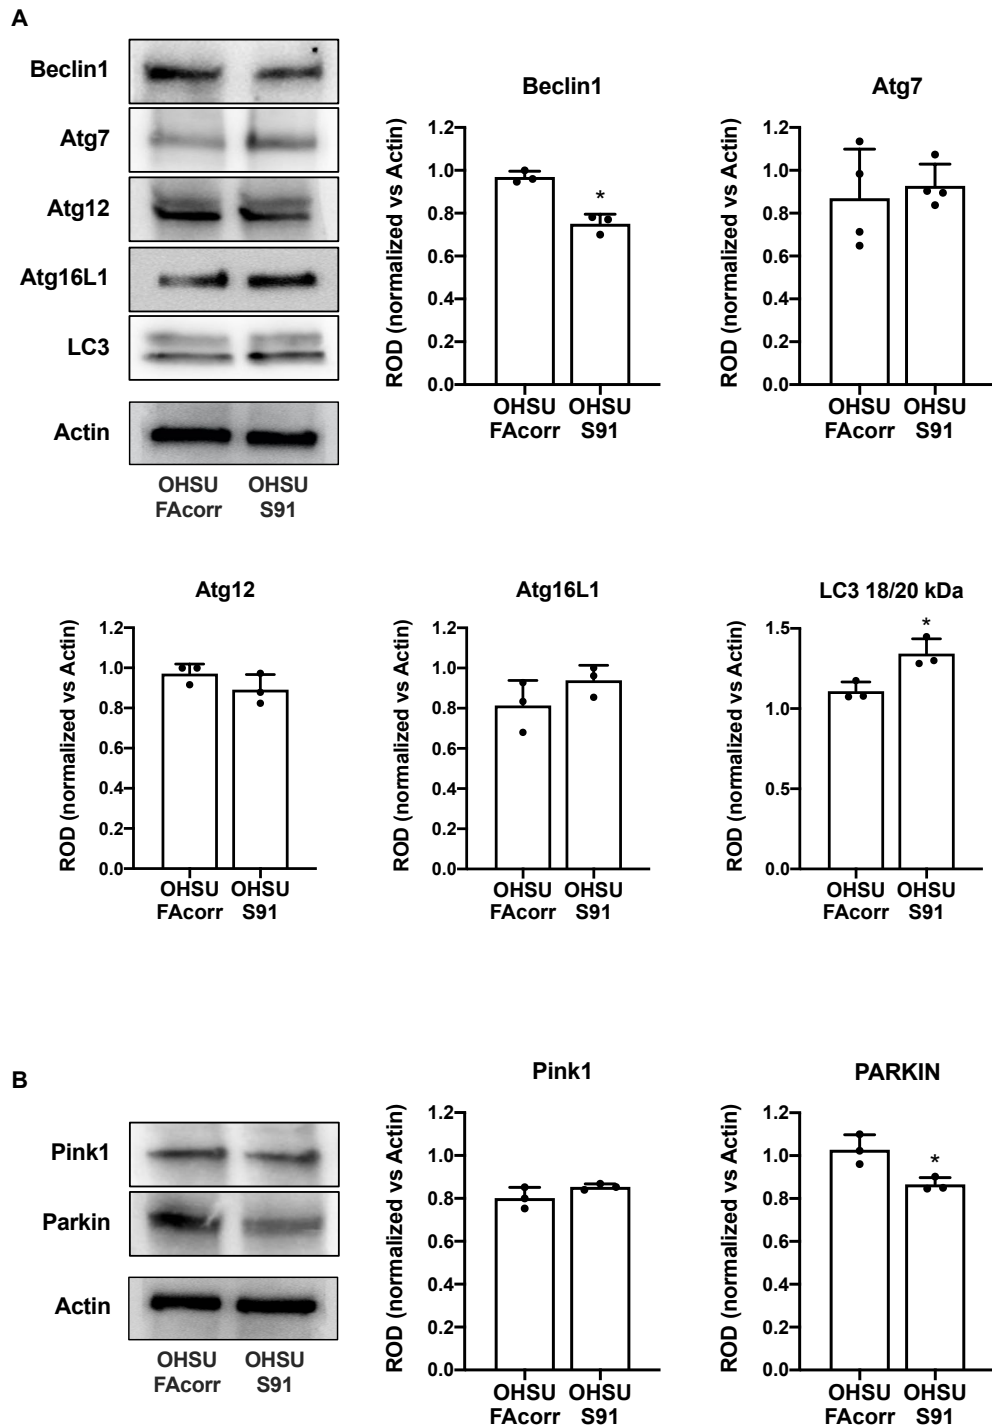 A
Beclin1
Atg7
Atg12
Atg16L1
LC3
Actin
OHSU OHSU
FAcorr S91
Beclin1
ROD (normalized vs Actin)
1.2
1.0
0.8
0.6
0.4
0.2
0.0
*
OHSU OHSU
FAcorr S91
Atg7
ROD (normalized vs Actin)
1.2
1.0
0.8
0.6
0.4
0.2
0.0
OHSU OHSU
FAcorr S91
Atg12
ROD (normalized vs Actin)
1.2
1.0
0.8
0.6
0.4
0.2
0.0
OHSU OHSU
FAcorr S91
Atg16L1
ROD (normalized vs Actin)
1.2
1.0
0.8
0.6
0.4
0.2
0.0
OHSU OHSU
FAcorr S91
LC3 18/20 kDa
ROD (normalized vs Actin)
1.5
1.0
0.5
0.0
*
OHSU OHSU
FAcorr S91
B
Pink1
Parkin
Actin
OHSU OHSU
FAcorr S91
Pink1
ROD (normalized vs Actin)
1.2
1.0
0.8
0.6
0.4
0.2
0.0
OHSU OHSU
FAcorr S91
PARKIN
ROD (normalized vs Actin)
1.2
1.0
0.8
0.6
0.4
0.2
0.0
*
OHSU OHSU
FAcorr S91